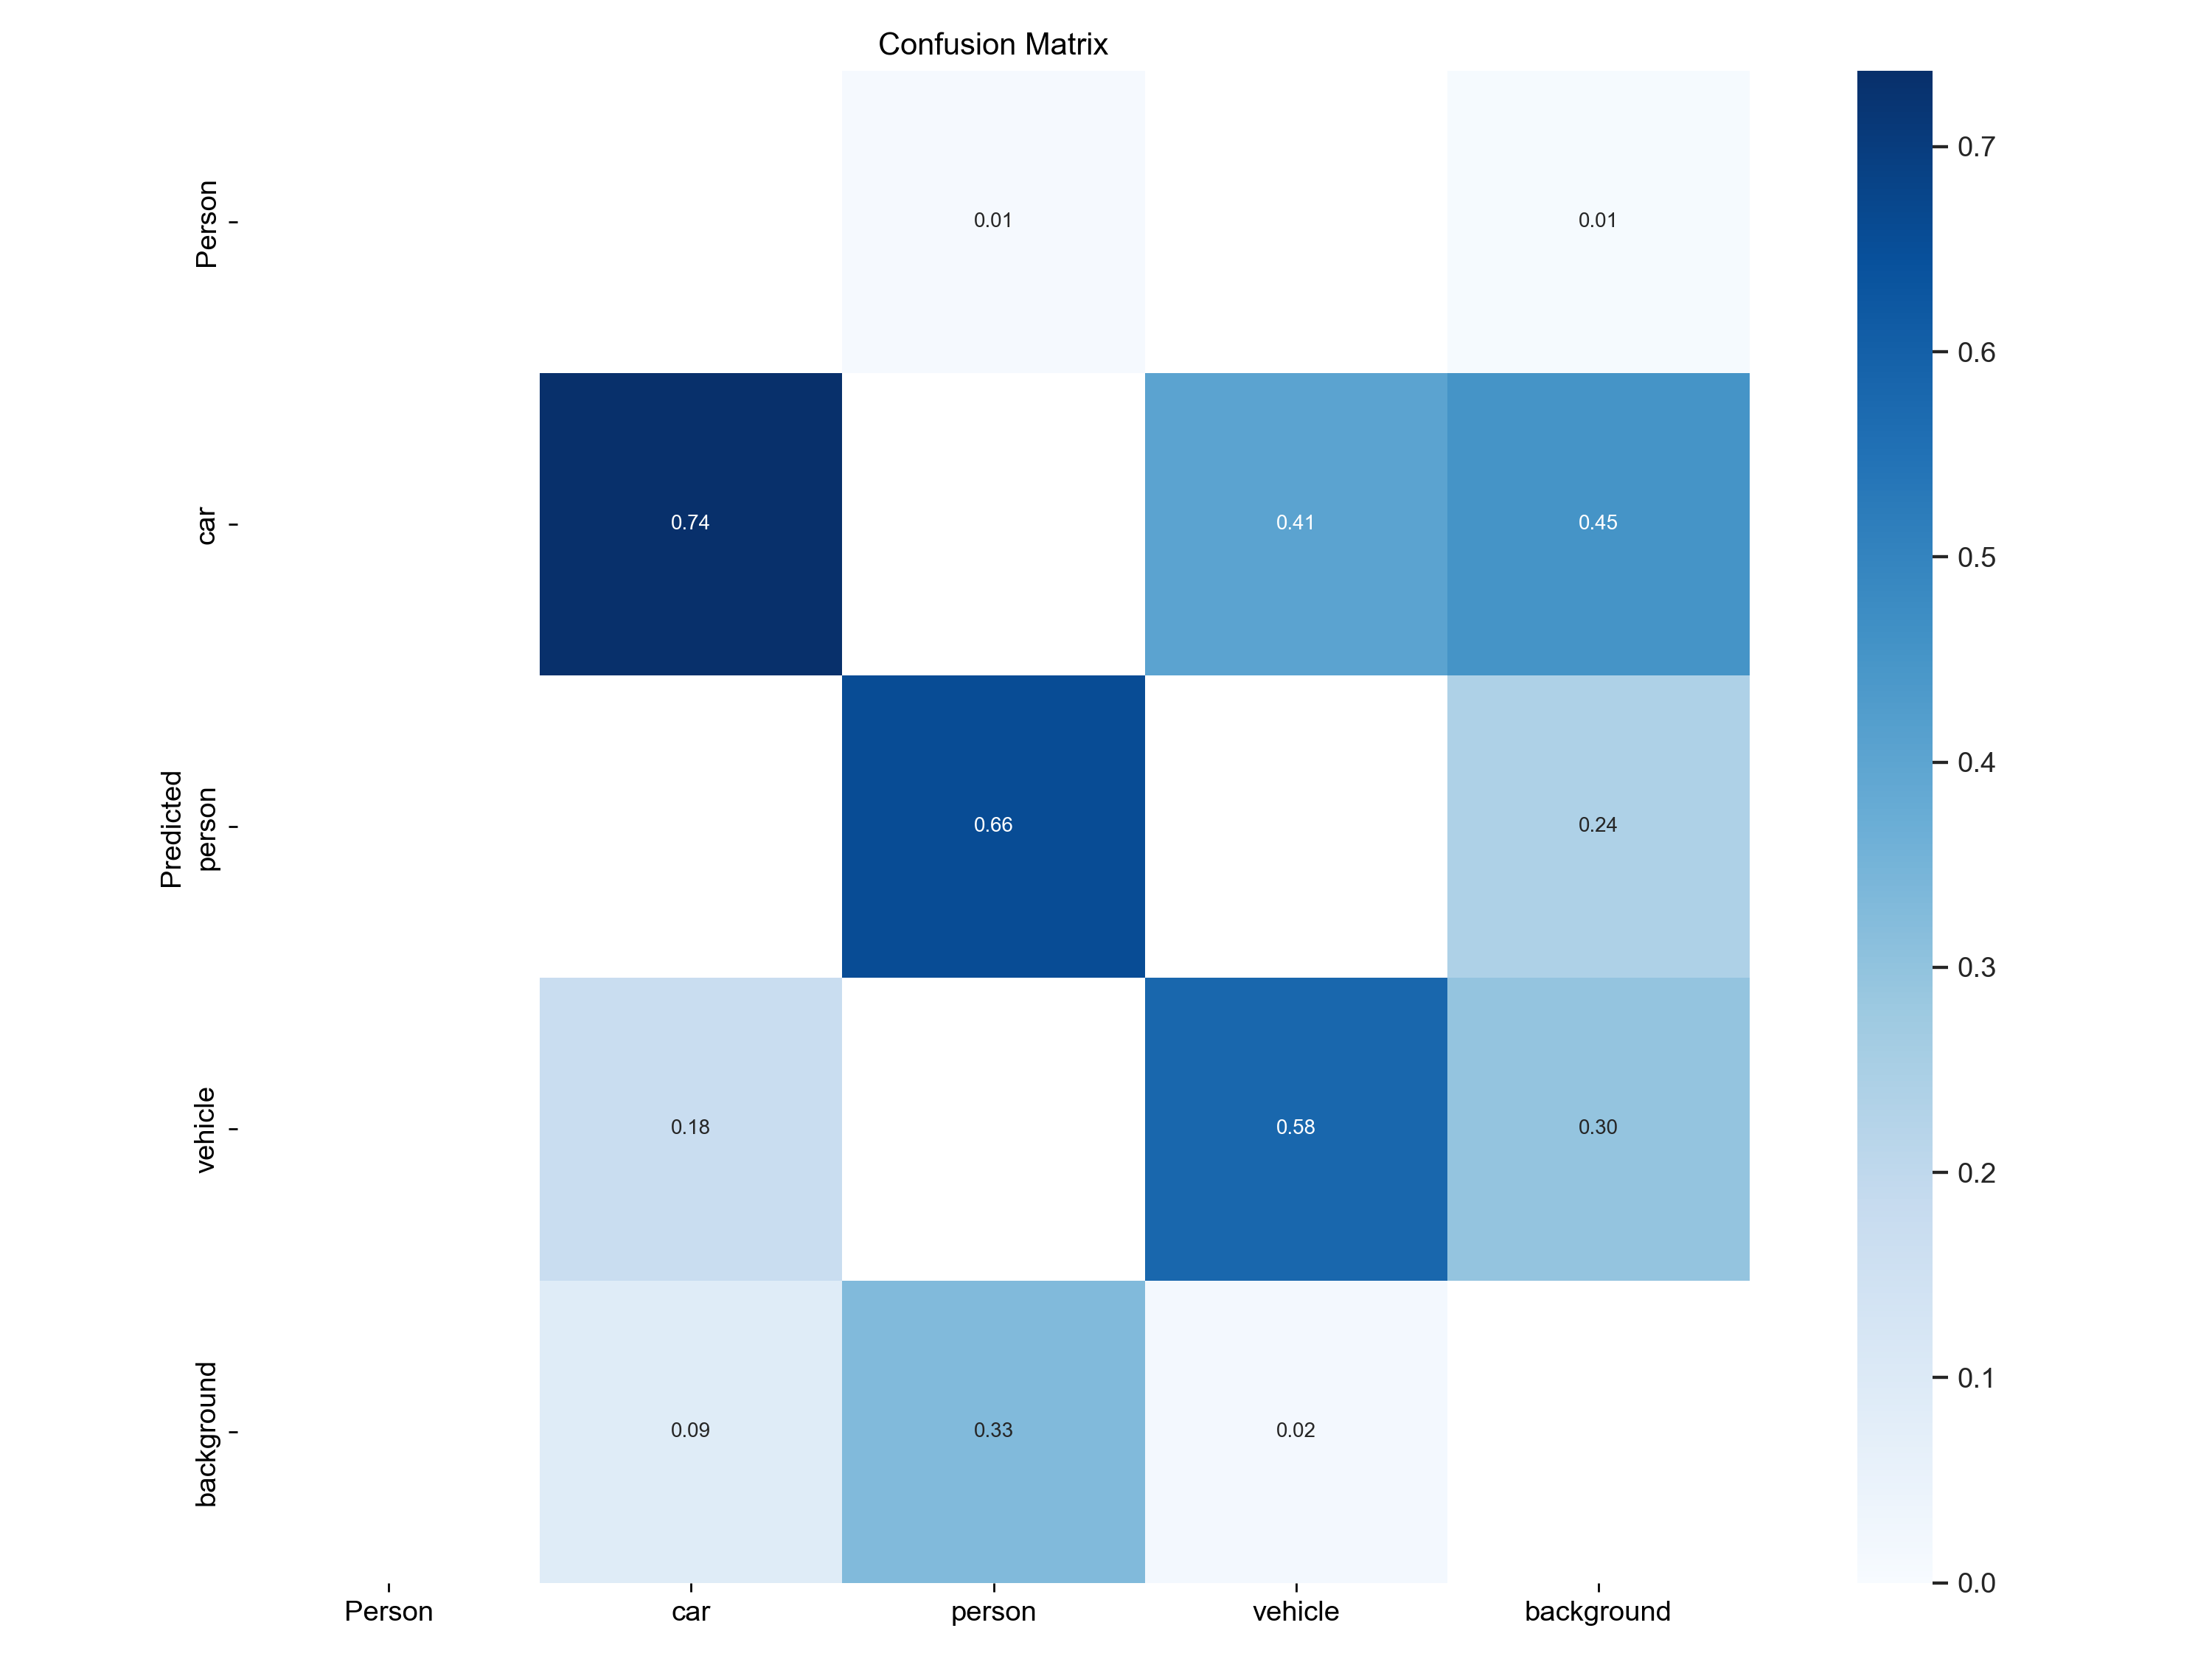 Confusion Matrix
Person
0.01
0.01
car
0.74
0.41
0.45
Predicted
person
0.66
0.24
vehicle
0.18
0.58
0.30
background
0.09
0.33
0.02
Person
car
person
vehicle
background
0.7
0.6
0.5
0.4
0.3
0.2
0.1
0.0